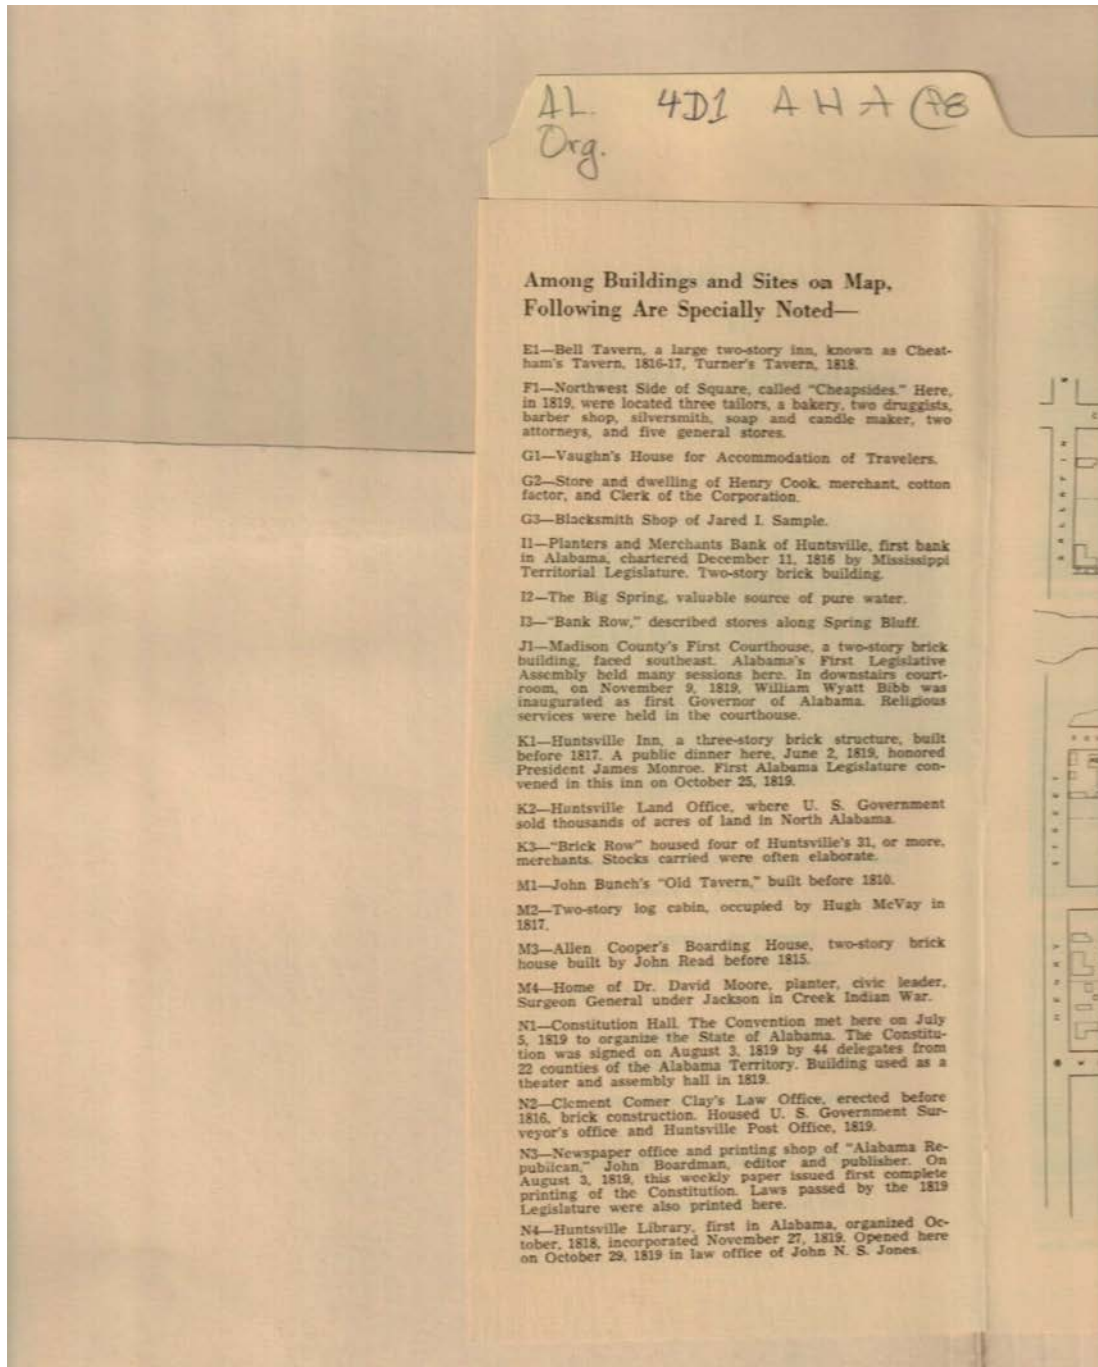 AL. 4D1 A H A
Org.
Among Buildings and Sites on Map,
Following Are Specially Noted—
E1—Bell Tavern, a large two-story inn, known as Cheat-
ham's Tavern, 1816-17, Turner's Tavern, 1818.
F1—Northwest Side of Square, called "Cheapsides." Here,
in 1819, were located three tailors, a bakery, two druggists,
barber shop, silversmith, soap and candle maker, two
attorneys, and five general stores.
G1—Vaughn's House for Accommodation of Travelers.
G2—Store and dwelling of Henry Cook, merchant, cotton
factor, and Clerk of the Corporation.
G3—Blacksmith Shop of Jared I. Sample.
I1—Planters and Merchants Bank of Huntsville, first bank
in Alabama, chartered December 11, 1816 by Mississippi
Territorial Legislature. Two-story brick building.
I2—The Big Spring, valuable source of pure water.
I3—"Bank Row," described stores along Spring Bluff.
J1—Madison County's First Courthouse, a two-story brick
building, faced southeast. Alabama's First Legislative
Assembly held many sessions here. In downstairs court-
room, on November 9, 1819, William Wyatt Bibb was
inaugurated as first Governor of Alabama. Religious
services were held in the courthouse.
K1—Huntsville Inn, a three-story brick structure, built
before 1817. A public dinner here, June 2, 1819, honored
President James Monroe. First Alabama Legislature con-
vened in this inn on October 25, 1819.
K2—Huntsville Land Office, where U. S. Government
sold thousands of acres of land in North Alabama.
K3—"Brick Row" housed four of Huntsville's 31, or more,
merchants. Stocks carried were often elaborate.
M1—John Bunch's "Old Tavern," built before 1810.
M2—Two-story log cabin, occupied by Hugh McVay in
1817.
M3—Allen Cooper's Boarding House, two-story brick
house built by John Read before 1815.
M4—Home of Dr. David Moore, planter, civic leader,
Surgeon General under Jackson in Creek Indian War.
N1—Constitution Hall. The Convention met here on July
5, 1819 to organize the State of Alabama. The Constitu-
tion was signed on August 3, 1819 by 44 delegates from
22 counties of the Alabama Territory. Building used as a
theater and assembly hall in 1819.
N2—Clement Comer Clay's Law Office, erected before
1816, brick construction. Housed U. S. Government Sur-
veyor's office and Huntsville Post Office, 1819.
N3—Newspaper office and printing shop of "Alabama Re-
publican," John Boardman, editor and publisher. On
August 3, 1819, this weekly paper issued first complete
printing of the Constitution. Laws passed by the 1819
Legislature were also printed here.
N4—Huntsville Library, first in Alabama, organized Oc-
tober, 1818, incorporated November 27, 1819. Opened here
on October 29, 1819 in law office of John N. S. Jones.
GALLATIN
STREET
HENRY